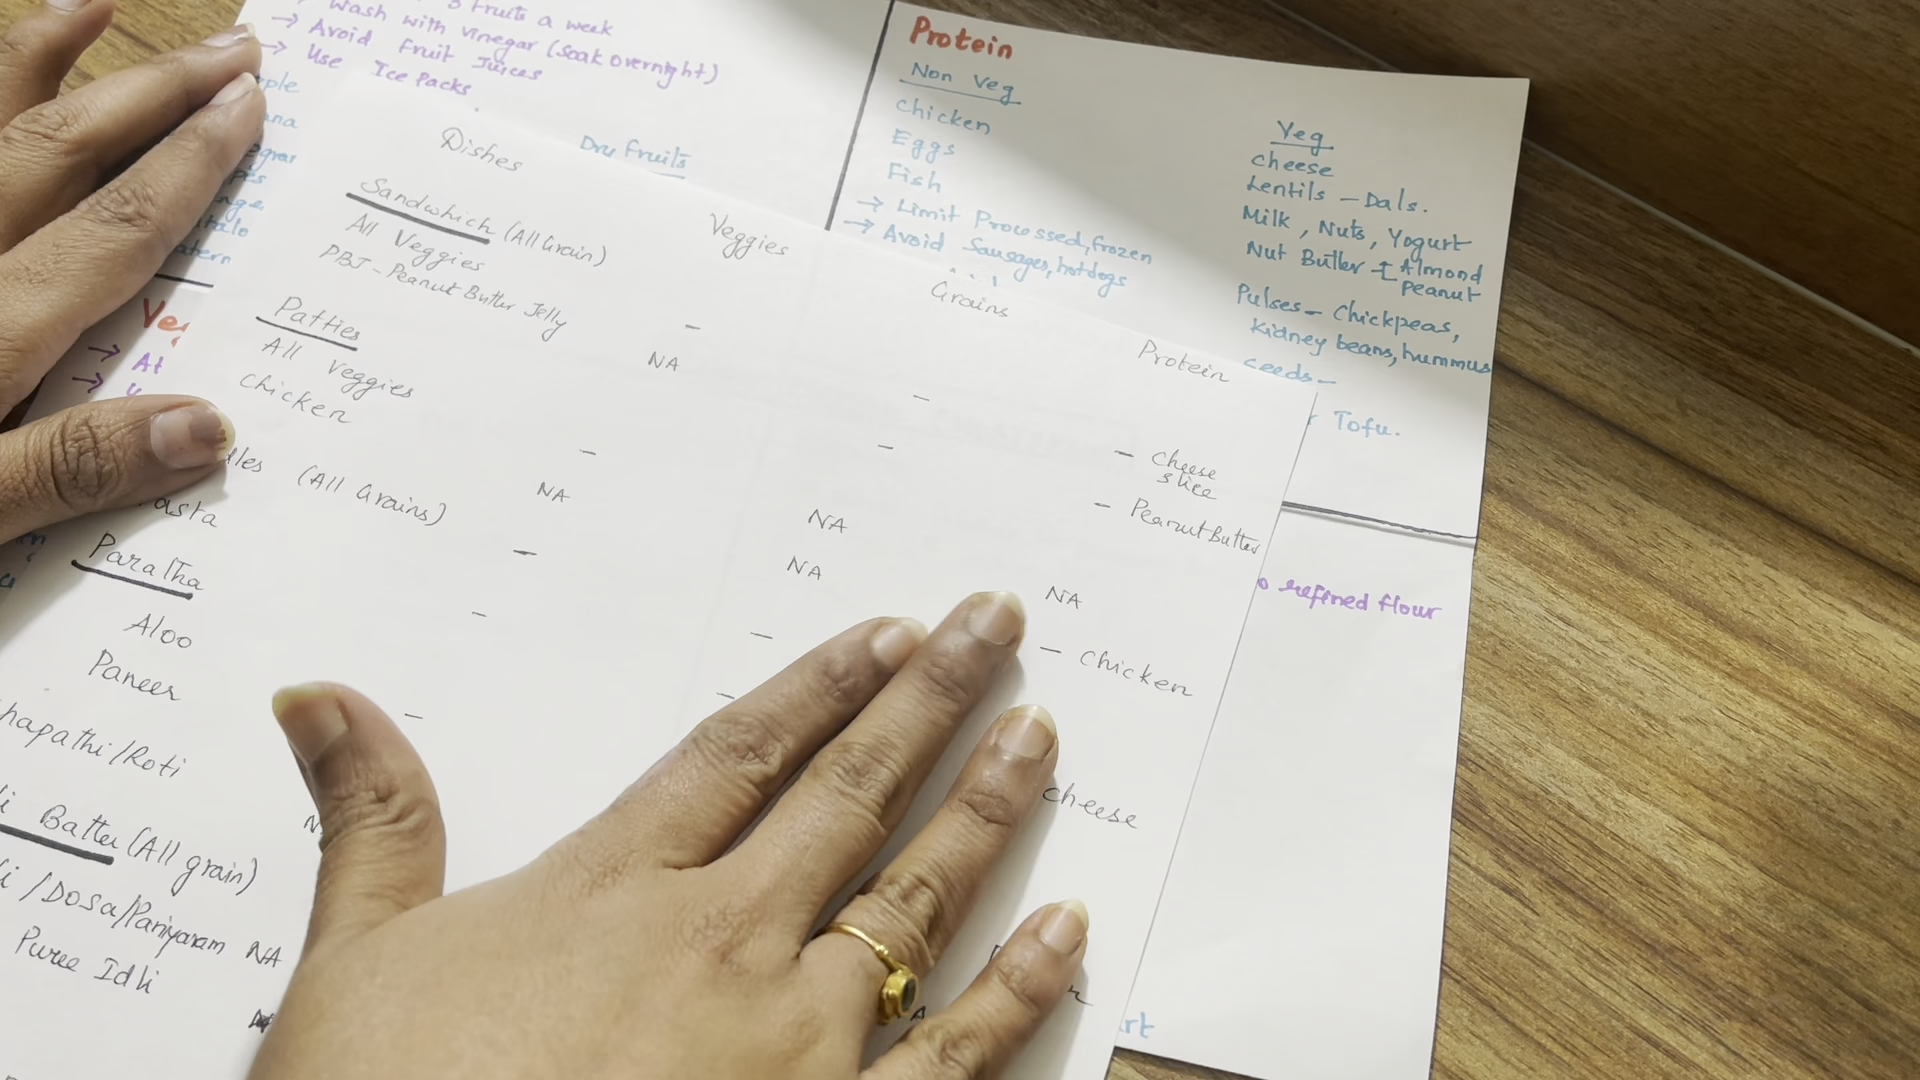 3 Fruits a week
Wash with vinegar (Soak overnight)
→ Avoid Fruit Juices
→ Use Ice Packs
Dry Fruits
Protein
Non Veg
Chicken
Eggs
Fish
→ Limit Processed, frozen
→ Avoid Sausages, hotdogs
Veg
Cheese
Lentils - Dals.
Milk, Nuts, Yogurt
Nut Butter - [ Almond
Peanut
Pulses - Chickpeas,
Kidney beans, hummus
Seeds -
Tofu.
refined flour
Dishes
Veggies
Grains
Protein
Sandwhich (All Grain)
All Veggies - - - Cheese
Slice
PBJ - Peanut Butter Jelly NA - - Peanut Butter
Patties
All Veggies - NA NA
Chicken NA NA - Chicken
(All Grains) - -
- - Cheese
Paratha
Aloo -
Paneer
/Roti
Batter (All grain)
/Dosa/Paniyaram NA
Puree Idli